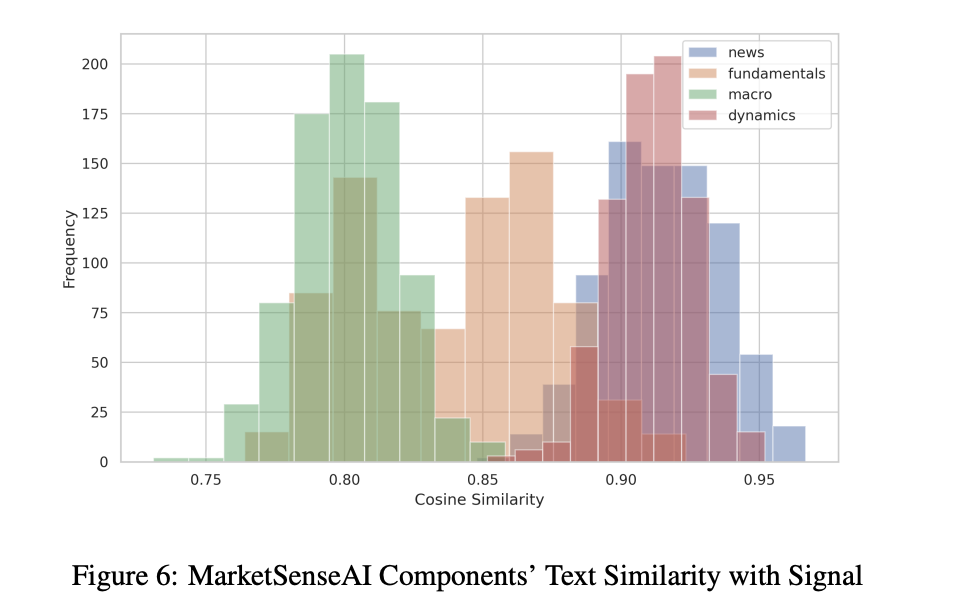 200
175
150
125
100
75
50
25
0
Frequency
news
fundamentals
macro
dynamics
0.75 0.80 0.85 0.90 0.95
Cosine Similarity
Figure 6: MarketSenseAI Components’ Text Similarity with Signal